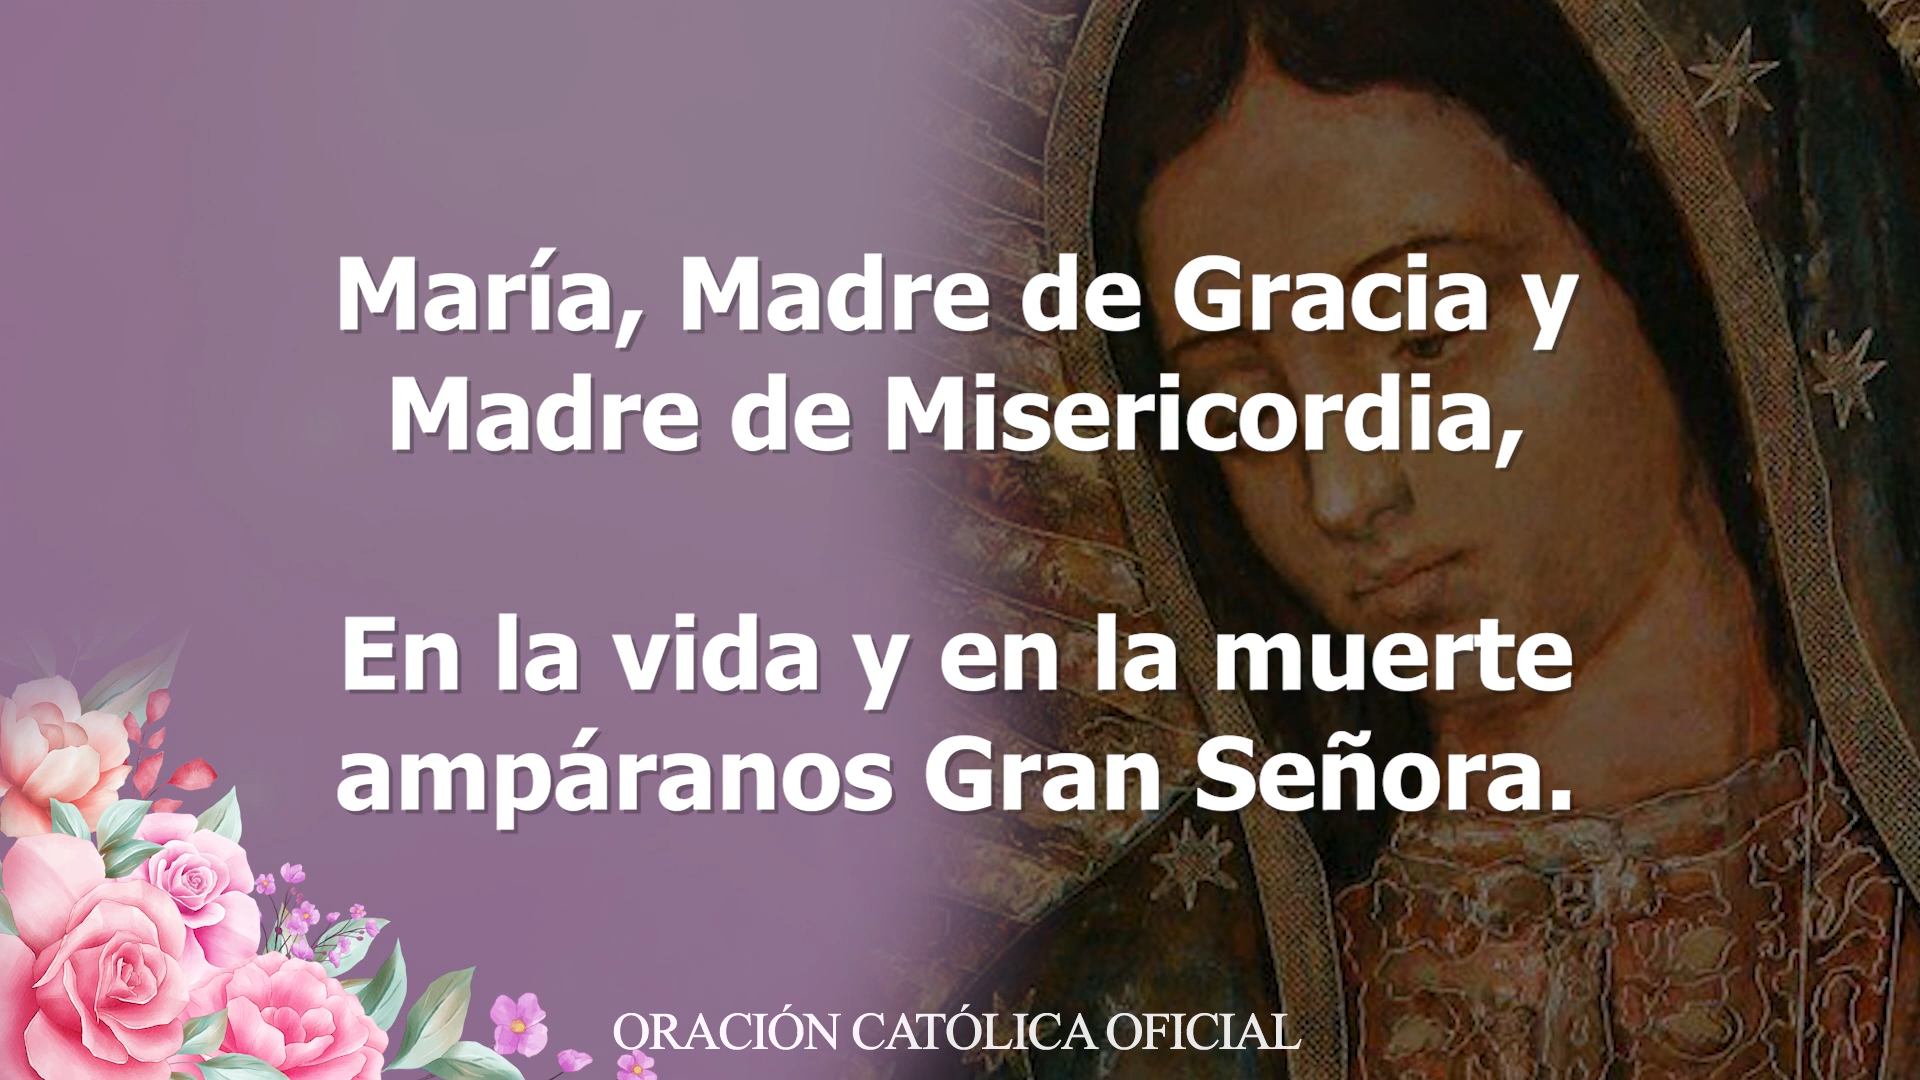 María, Madre de Gracia y
Madre de Misericordia,
En la vida y en la muerte
ampáranos Gran Señora.
ORACIÓN CATÓLICA OFICIAL